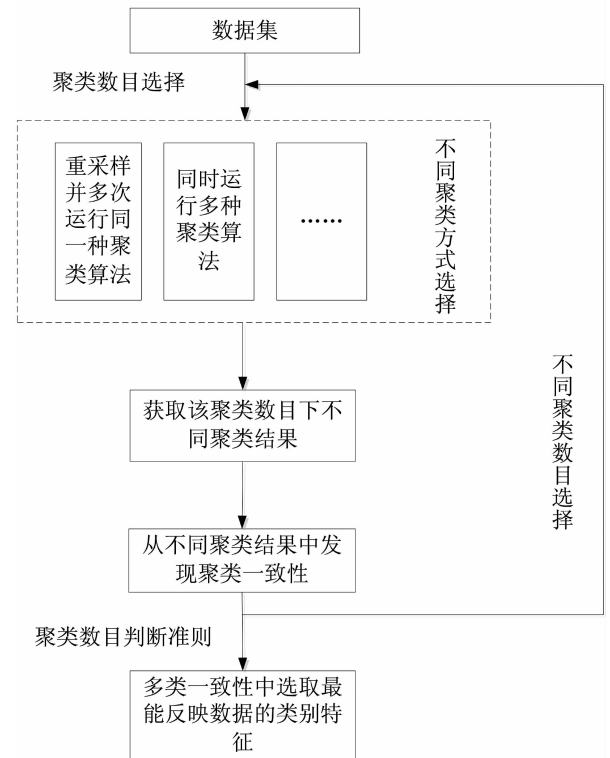 数据集
聚类数目选择
重采样
并多次
运行同
一种聚
类算法
同时运
行多种
聚类算
法
……
不同聚类方式选择
获取该聚类数目下不
同聚类结果
不同聚类数目选择
从不同聚类结果中发
现聚类一致性
聚类数目判断准则
多类一致性中选取最
能反映数据的类别特
征